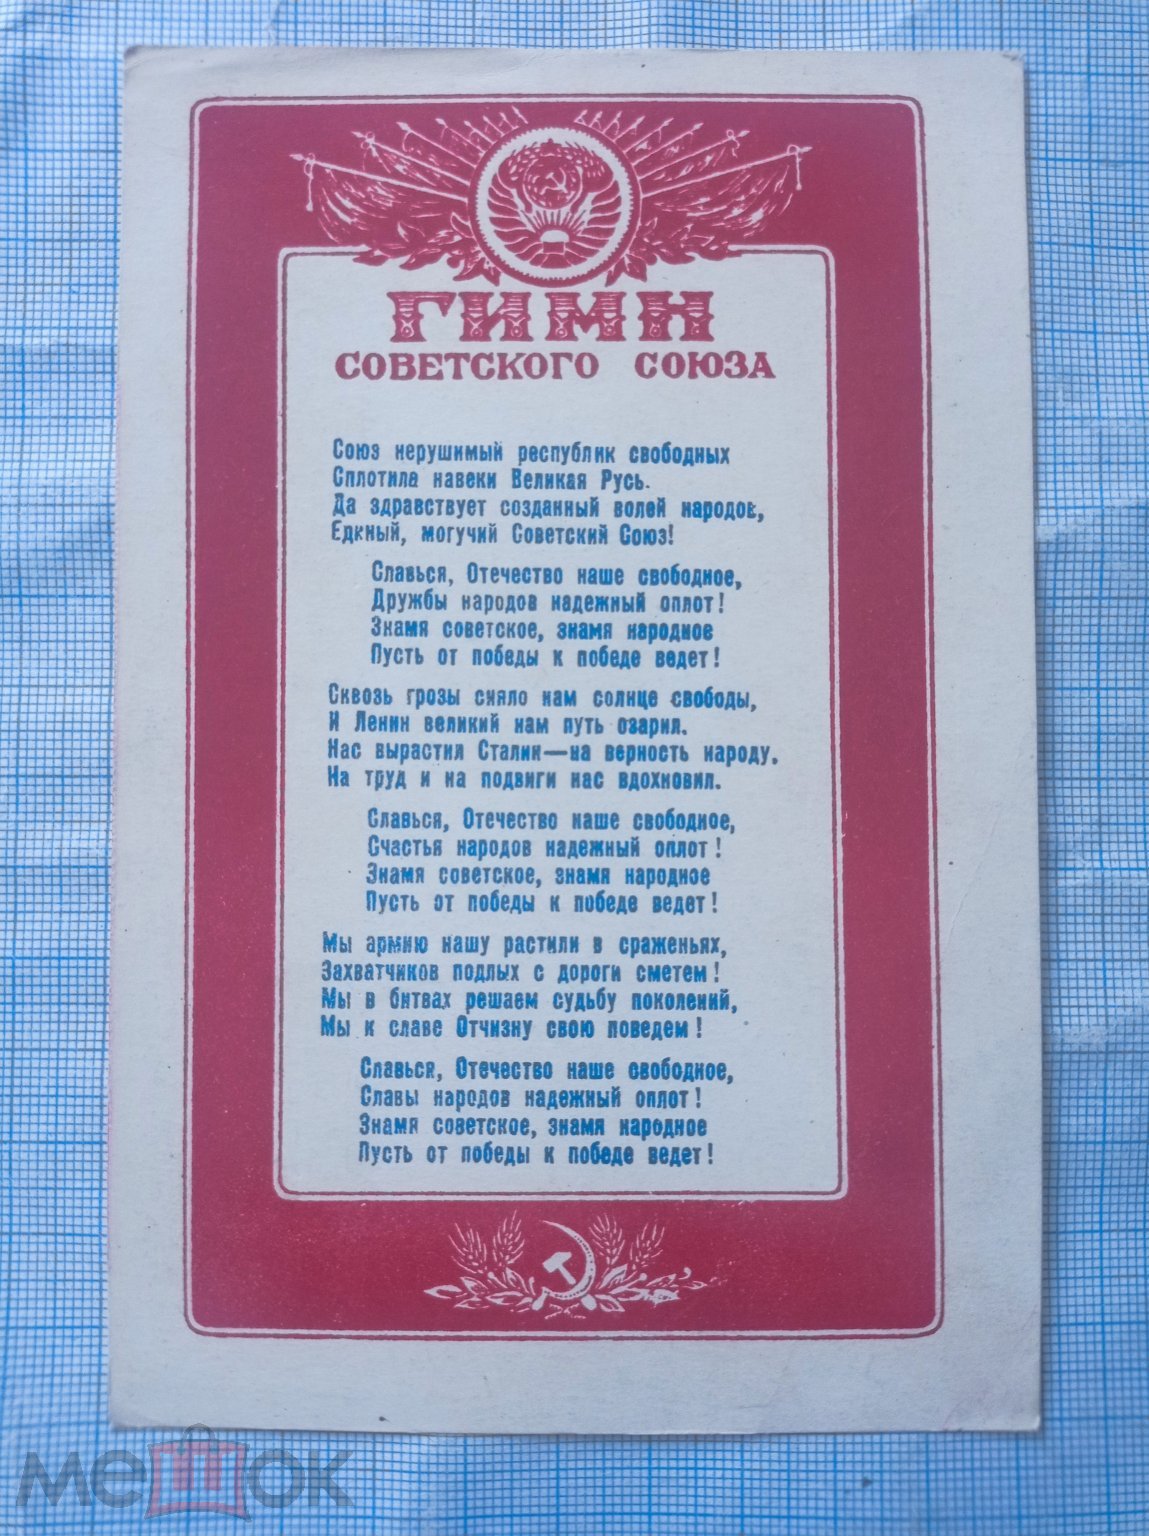 ГИМН
СОВЕТСКОГО СОЮЗА
Союз нерушимый республик свободных
Сплотила навеки Великая Русь.
Да здравствует созданный волей народов,
Единый, могучий Советский Союз!
Славься, Отечество наше свободное,
Дружбы народов надежный оплот!
Знамя советское, знамя народное
Пусть от победы к победе ведет!
Сквозь грозы сияло нам солнце свободы,
И Ленин великий нам путь озарил.
Нас вырастил Сталин—на верность народу.
На труд и на подвиги нас вдохновил.
Славься, Отечество наше свободное,
Счастья народов надежный оплот!
Знамя советское, знамя народное
Пусть от победы к победе ведет!
Мы армию нашу растили в сраженьях,
Захватчиков подлых с дороги сметем!
Мы в битвах решаем судьбу поколений,
Мы к славе Отчизну свою поведем!
Славься, Отечество наше свободное,
Славы народов надежный оплот!
Знамя советское, знамя народное
Пусть от победы к победе ведет!
мешок